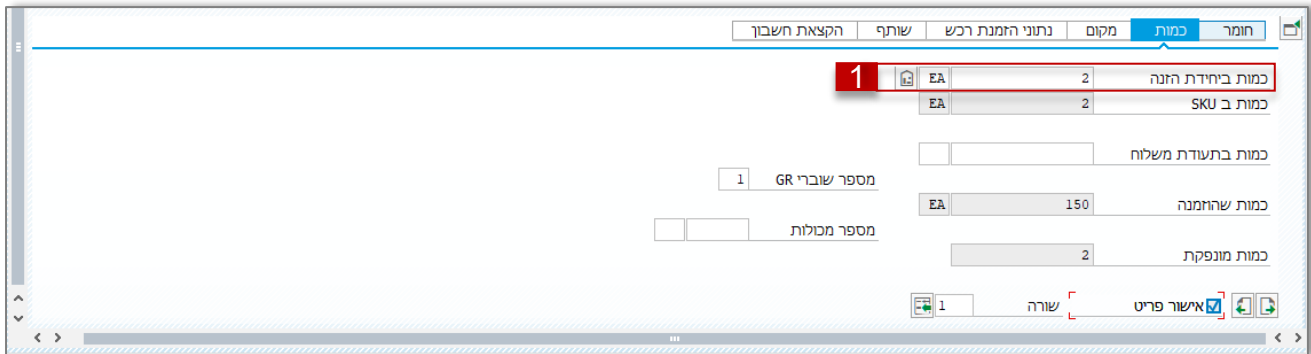 חומר כמות מקום נתוני הזמנת רכש שותף הקצאת חשבון
כמות ביחידת הזנה 2 EA 1
כמות ב SKU 2 EA
כמות בתעודת משלוח
מספר שוברי GR 1
כמות שהוזמנה 150 EA
מספר מכולות
כמות מונפקת 2
אישור פריט שורה 1